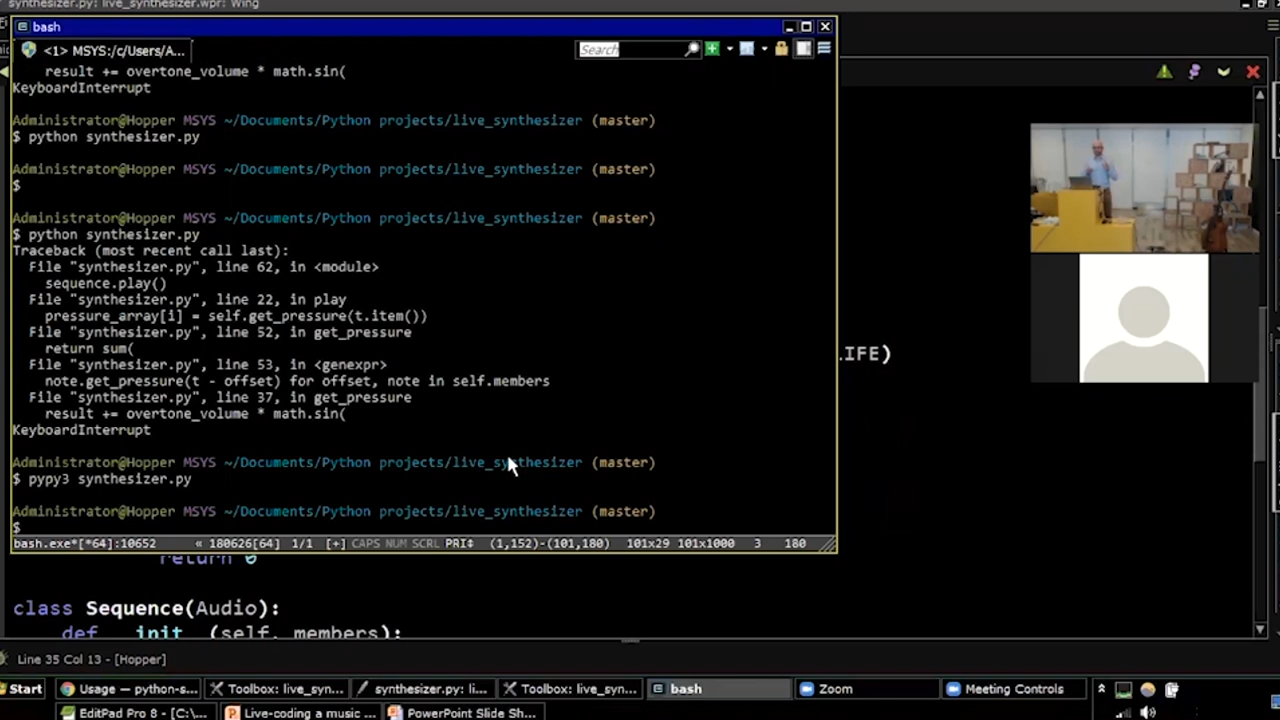 synthesizer.py: live_synthesizer.wpr: Wing
bash
<1> MSYS:/c/Users/A...
Search
result += overtone_volume * math.sin(
KeyboardInterrupt
Administrator@Hopper MSYS ~/Documents/Python projects/live_synthesizer (master)
$ python synthesizer.py
Administrator@Hopper MSYS ~/Documents/Python projects/live_synthesizer (master)
$
Administrator@Hopper MSYS ~/Documents/Python projects/live_synthesizer (master)
$ python synthesizer.py
Traceback (most recent call last):
File "synthesizer.py", line 62, in <module>
sequence.play()
File "synthesizer.py", line 22, in play
pressure_array[i] = self.get_pressure(t.item())
File "synthesizer.py", line 52, in get_pressure
return sum(
File "synthesizer.py", line 53, in <genexpr>
note.get_pressure(t - offset) for offset, note in self.members
File "synthesizer.py", line 37, in get_pressure
result += overtone_volume * math.sin(
KeyboardInterrupt
Administrator@Hopper MSYS ~/Documents/Python projects/live_synthesizer (master)
$ pypy3 synthesizer.py
Administrator@Hopper MSYS ~/Documents/Python projects/live_synthesizer (master)
$
bash.exe*[*64]:10652 « 180626[64] 1/1 [+] CAPS NUM SCRL PRI‡ (1,152)-(101,180) 101x29 101x1000 3 180
LIFE)
return 0
class Sequence(Audio):
def __init__(self, members):
Line 35 Col 13 - [Hopper]
Start
Usage — python-s...
Toolbox: live_syn...
synthesizer.py: li...
Toolbox: live_syn...
bash
Zoom
Meeting Controls
EditPad Pro 8 - [C:\...
Live-coding a music ...
PowerPoint Slide Sh...